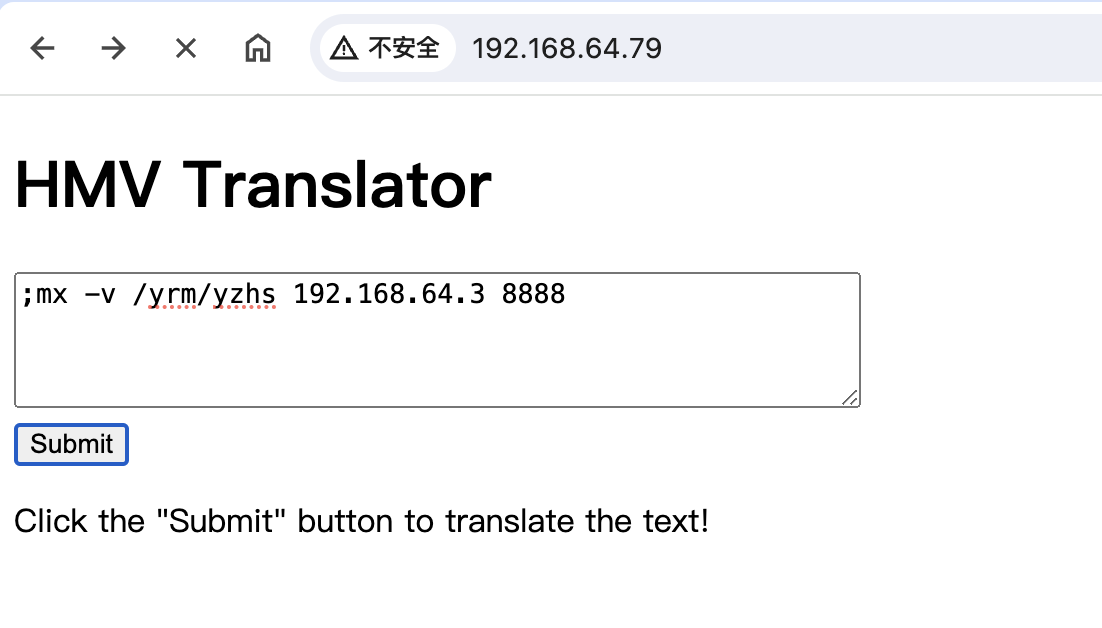 不安全 192.168.64.79
HMV Translator
;mx -v /yrm/yzhs 192.168.64.3 8888
Submit
Click the "Submit" button to translate the text!